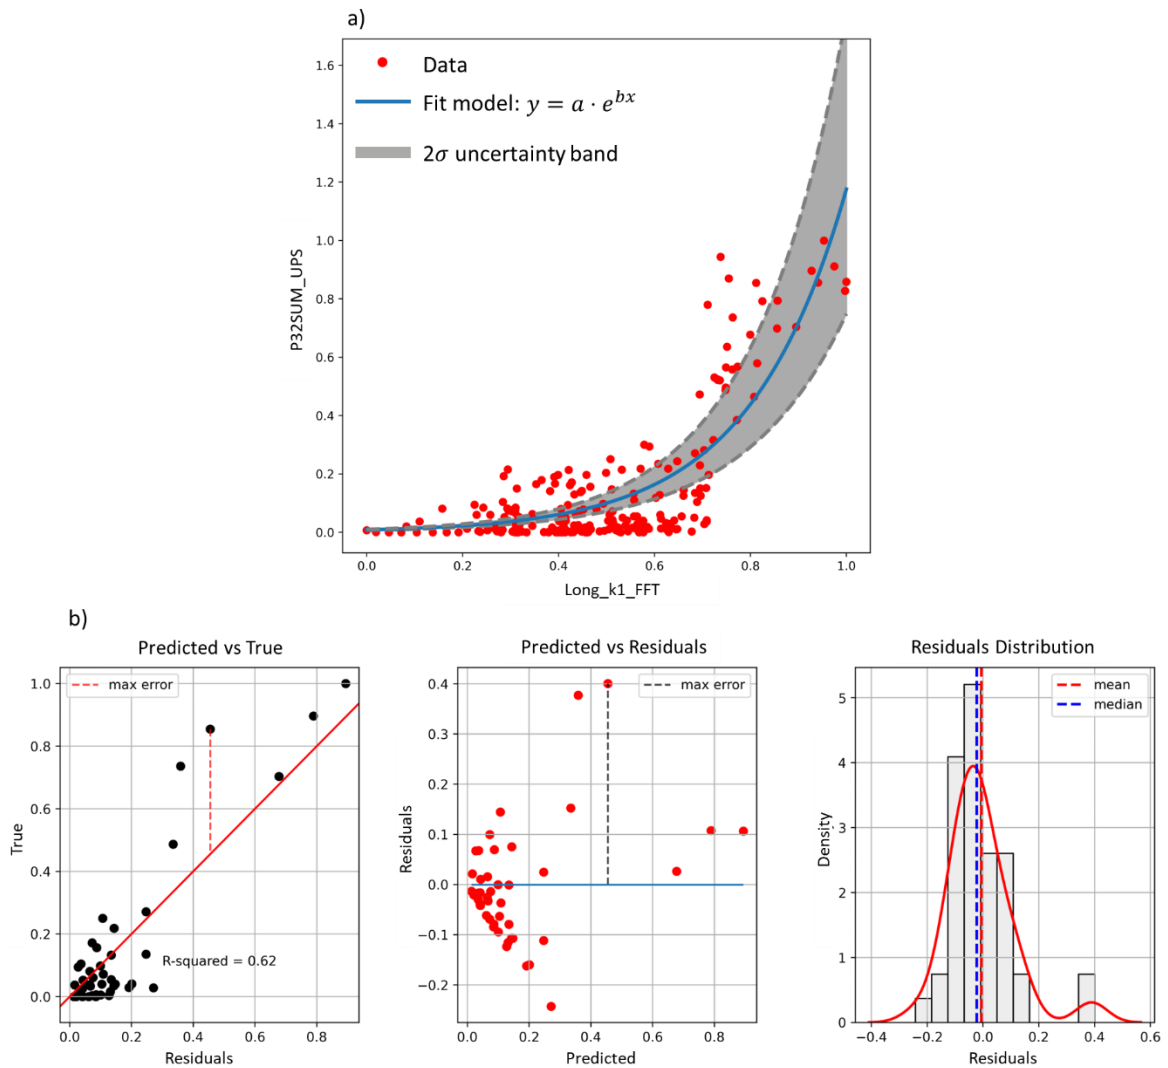 a)
Data
Fit model: y = a · e^{bx}
2σ uncertainty band
P32SUM_UPS
1.6
1.4
1.2
1.0
0.8
0.6
0.4
0.2
0.0
0.0 0.2 0.4 0.6 0.8 1.0
Long_k1_FFT
b)
Predicted vs True
max error
R-squared = 0.62
True
1.0
0.8
0.6
0.4
0.2
0.0
0.0 0.2 0.4 0.6 0.8
Residuals
Predicted vs Residuals
max error
Residuals
0.4
0.3
0.2
0.1
0.0
−0.1
−0.2
0.0 0.2 0.4 0.6 0.8
Predicted
Residuals Distribution
mean
median
Density
5
4
3
2
1
0
−0.4 −0.2 0.0 0.2 0.4 0.6
Residuals